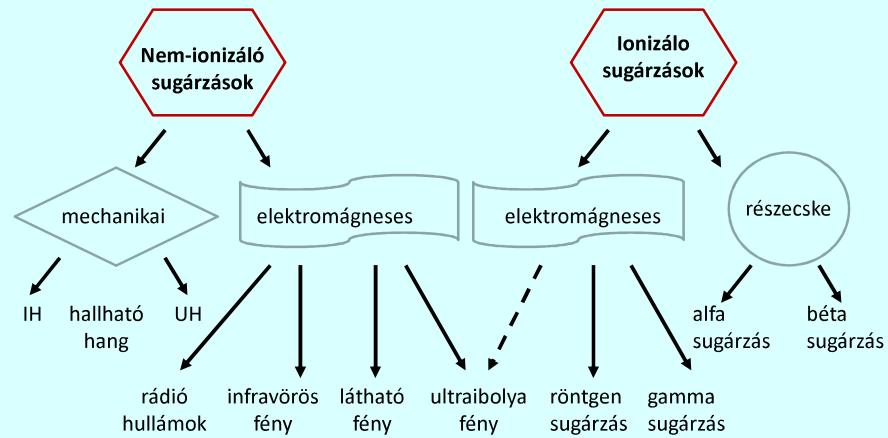 Nem-ionizáló
sugárzások
Ionizálo
sugárzások
mechanikai
elektromágneses
elektromágneses
részecske
IH
hallható
hang
UH
alfa
sugárzás
béta
sugárzás
rádió
hullámok
infravörös
fény
látható
fény
ultraibolya
fény
röntgen
sugárzás
gamma
sugárzás